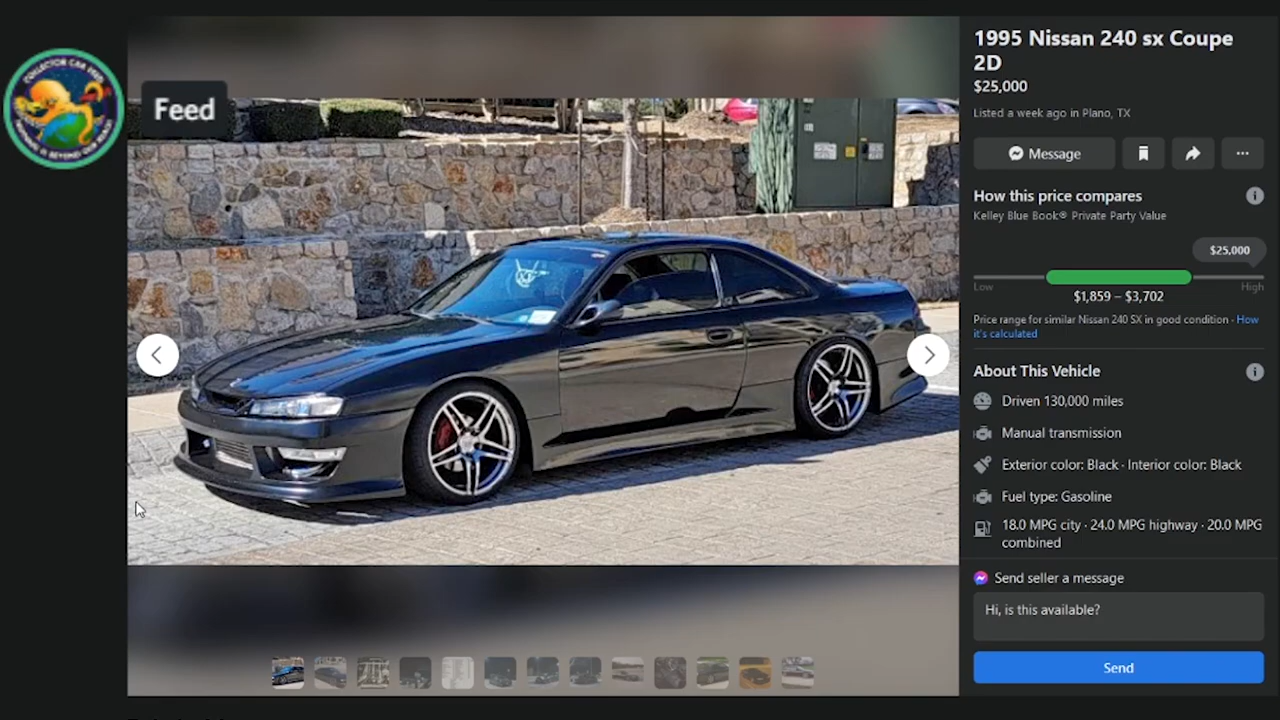 COLLECTOR CAR FEED
Feed
1995 Nissan 240 sx Coupe
2D
$25,000
Listed a week ago in Plano, TX
Message
How this price compares
Kelley Blue Book® Private Party Value
$25,000
Low
High
$1,859 – $3,702
Price range for similar Nissan 240 SX in good condition · How
it's calculated
About This Vehicle
Driven 130,000 miles
Manual transmission
Exterior color: Black · Interior color: Black
Fuel type: Gasoline
18.0 MPG city · 24.0 MPG highway · 20.0 MPG
combined
Send seller a message
Hi, is this available?
Send